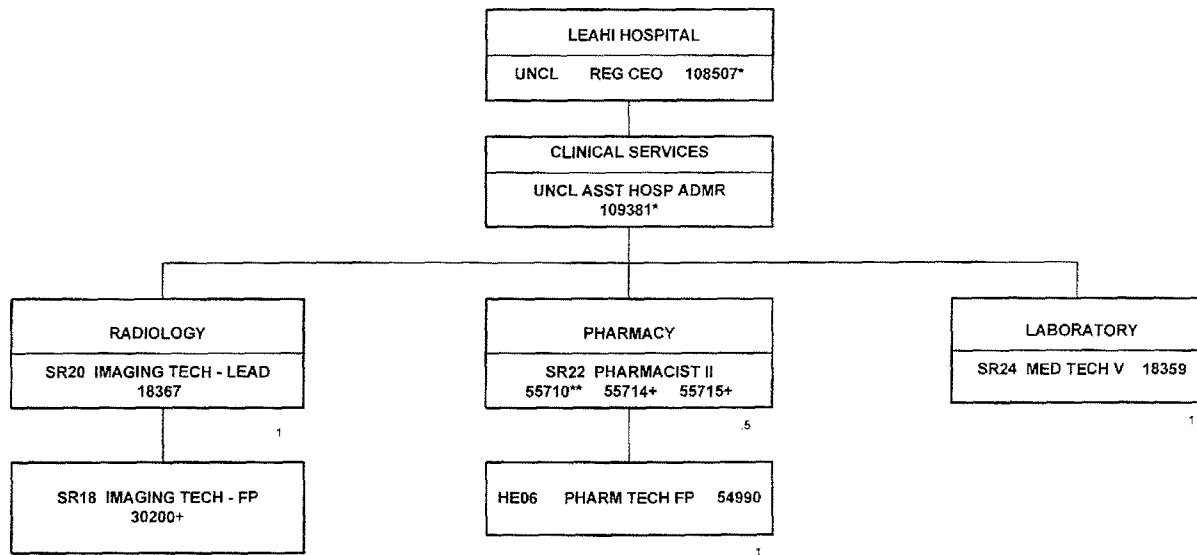 LEAHI HOSPITAL
UNCL REG CEO 108507*
CLINICAL SERVICES
UNCL ASST HOSP ADMR
109381*
RADIOLOGY
SR20 IMAGING TECH - LEAD
18367
1
SR18 IMAGING TECH - FP
30200+
PHARMACY
SR22 PHARMACIST II
55710** 55714+ 55715+
.5
HE06 PHARM TECH FP 54990
1
LABORATORY
SR24 MED TECH V 18359
1